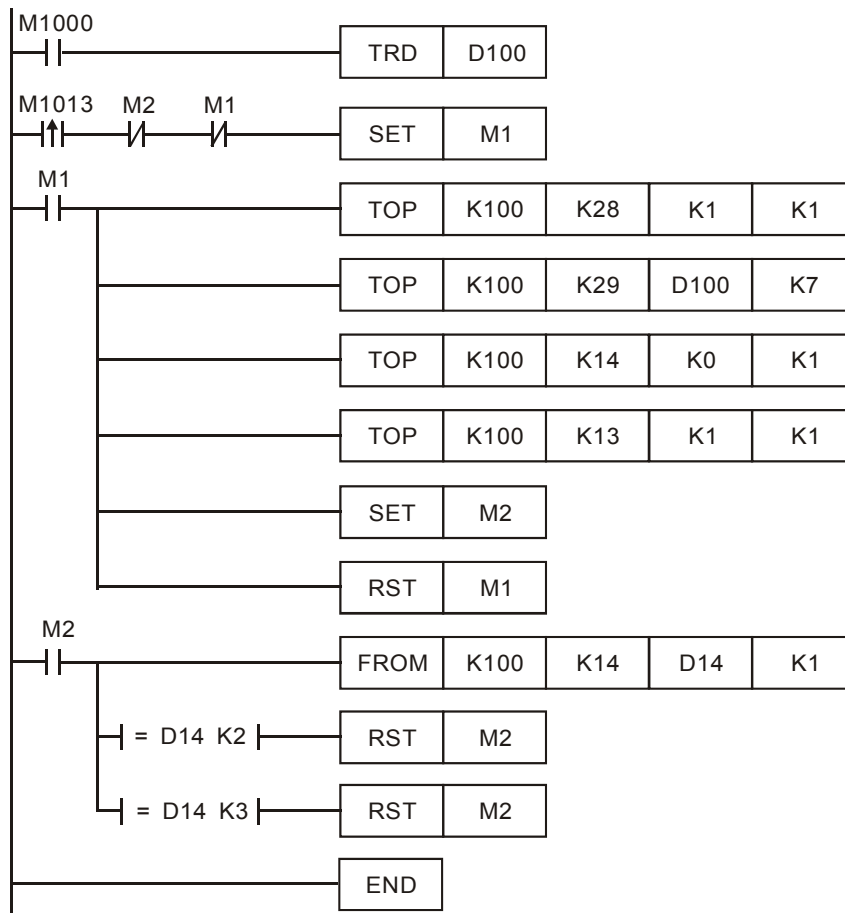 M1000
TRD D100
M1013 M2 M1
SET M1
M1
TOP K100 K28 K1 K1
TOP K100 K29 D100 K7
TOP K100 K14 K0 K1
TOP K100 K13 K1 K1
SET M2
RST M1
M2
FROM K100 K14 D14 K1
= D14 K2 RST M2
= D14 K3 RST M2
END